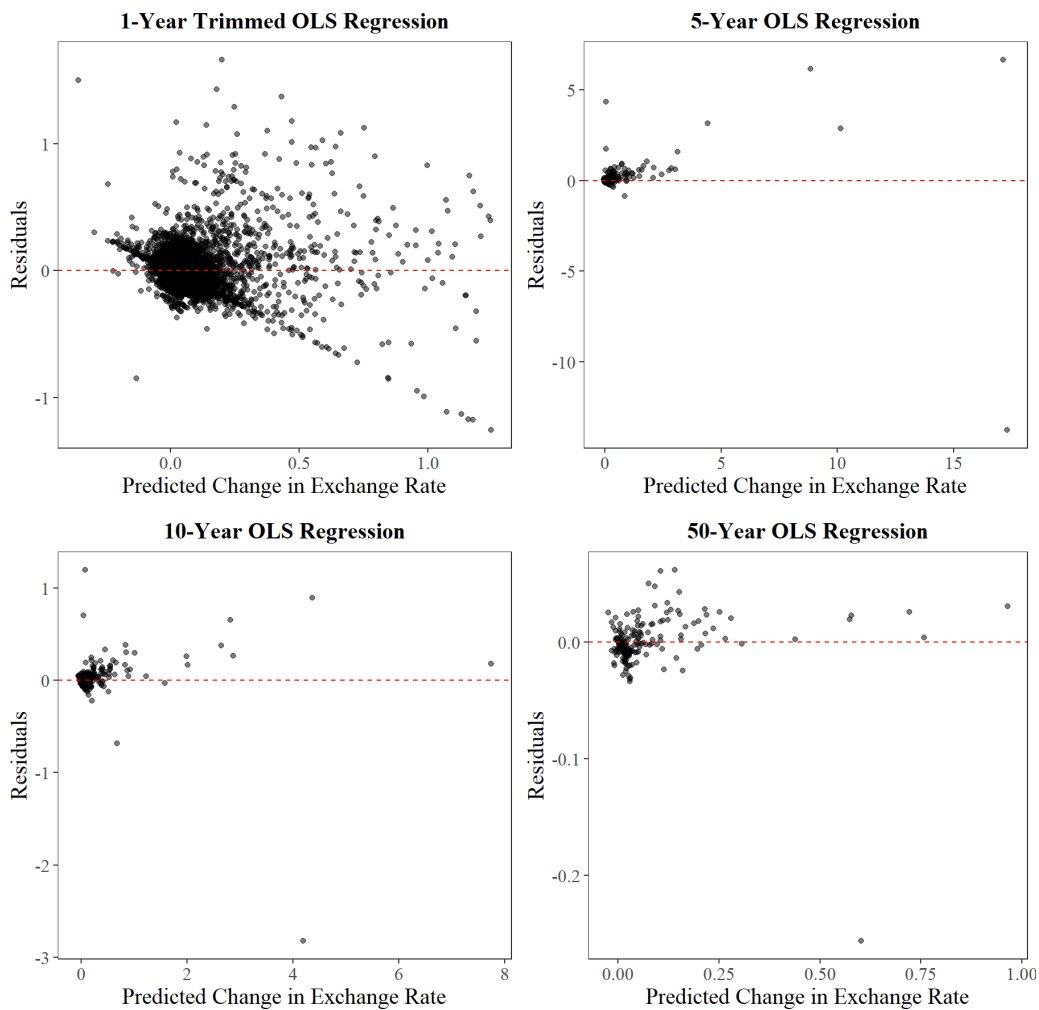 1-Year Trimmed OLS Regression
Residuals
1
0
-1
0.0 0.5 1.0
Predicted Change in Exchange Rate
5-Year OLS Regression
Residuals
5
0
-5
-10
0 5 10 15
Predicted Change in Exchange Rate
10-Year OLS Regression
Residuals
1
0
-1
-2
-3
0 2 4 6 8
Predicted Change in Exchange Rate
50-Year OLS Regression
Residuals
0.0
-0.1
-0.2
0.00 0.25 0.50 0.75 1.00
Predicted Change in Exchange Rate